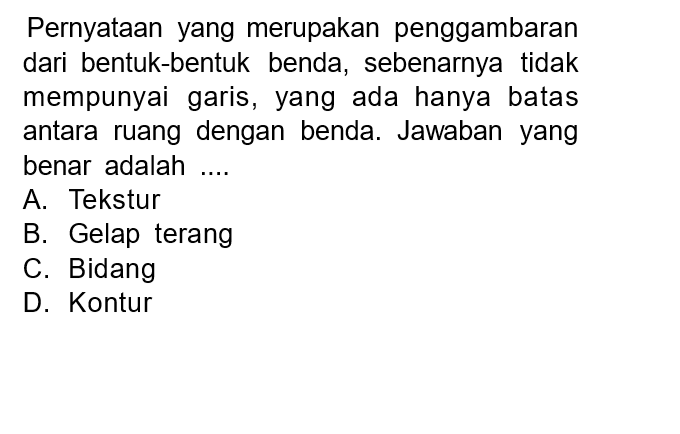 Pernyataan yang merupakan penggambaran
dari bentuk-bentuk benda, sebenarnya tidak
mempunyai garis, yang ada hanya batas
antara ruang dengan benda. Jawaban yang
benar adalah ....
A. Tekstur
B. Gelap terang
C. Bidang
D. Kontur